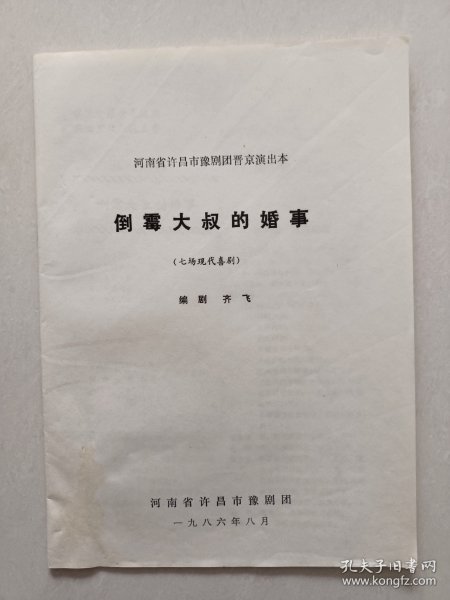 河南省许昌市豫剧团晋京演出本
倒霉大叔的婚事
（七场现代喜剧）
编剧 齐飞
河南省许昌市豫剧团
一九八六年八月
孔夫子旧书网
www.kongfz.com